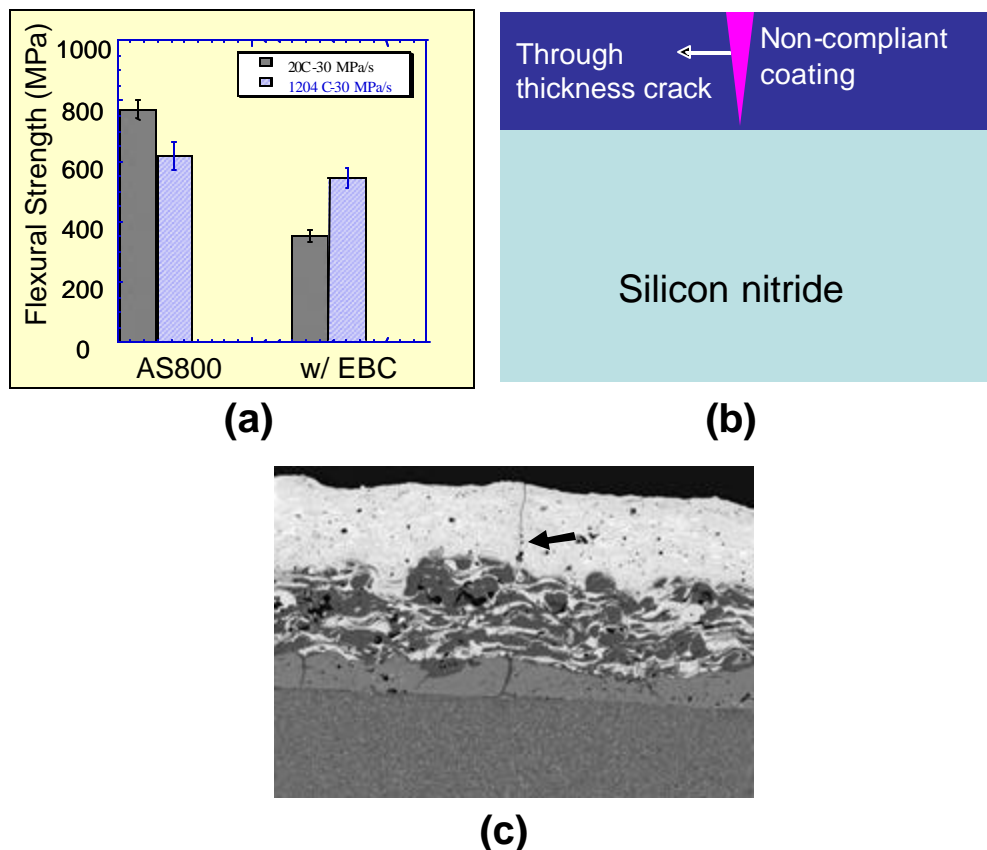 1000
800
600
400
200
0
Flexural Strength (MPa)
20C-30 MPa/s
1204 C-30 MPa/s
AS800 w/ EBC
(a)
Through
thickness crack
Non-compliant
coating
Silicon nitride
(b)
(c)